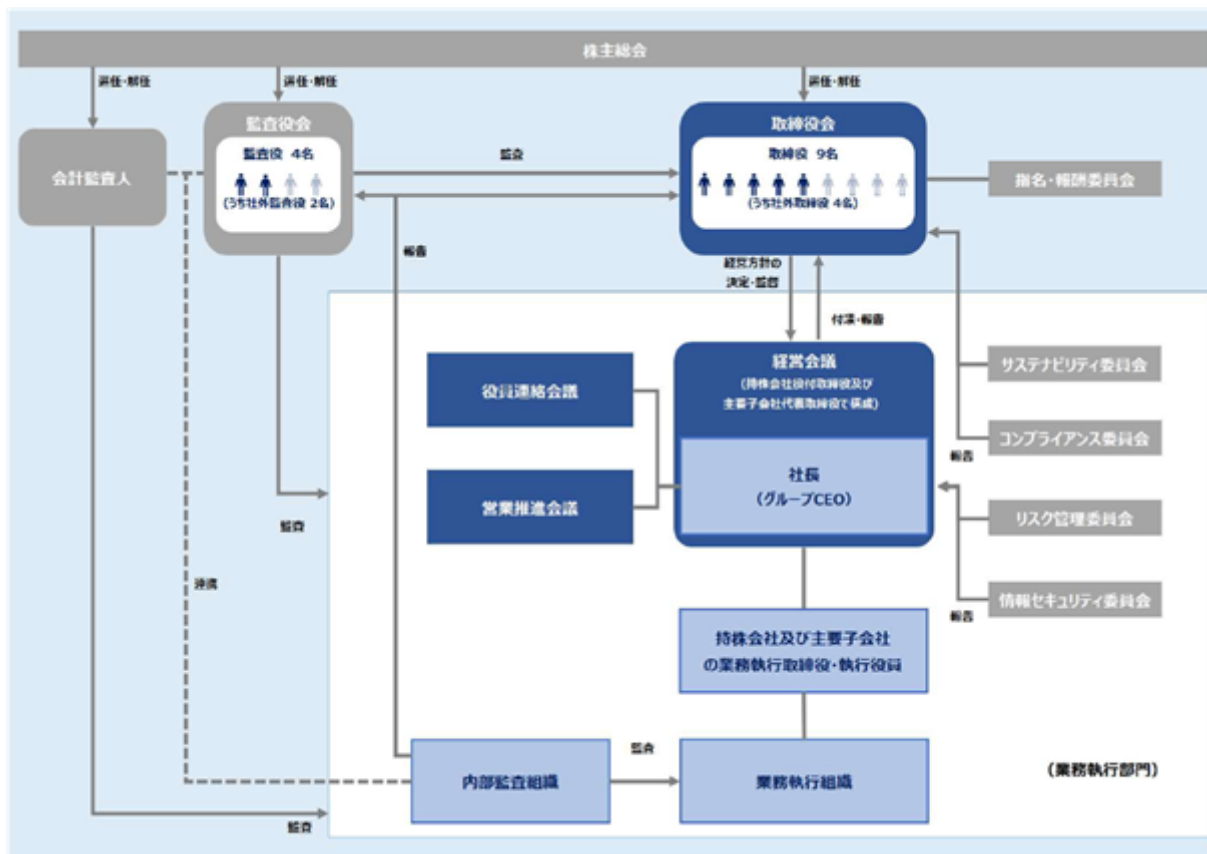 株主総会
選任・解任
選任・解任
選任・解任
会計監査人
監査役会
監査役 4名
(うち社外監査役 2名)
監査
取締役会
取締役 9名
(うち社外取締役 4名)
指名・報酬委員会
報告
経営方針の
決定・監督
付議・報告
役員連絡会議
営業推進会議
経営会議
(持株会社役付取締役及び
主要子会社代表取締役で構成)
社長
(グループCEO)
サステナビリティ委員会
コンプライアンス委員会
報告
リスク管理委員会
情報セキュリティ委員会
報告
監査
連携
持株会社及び主要子会社
の業務執行取締役・執行役員
内部監査組織
監査
業務執行組織
(業務執行部門)
監査